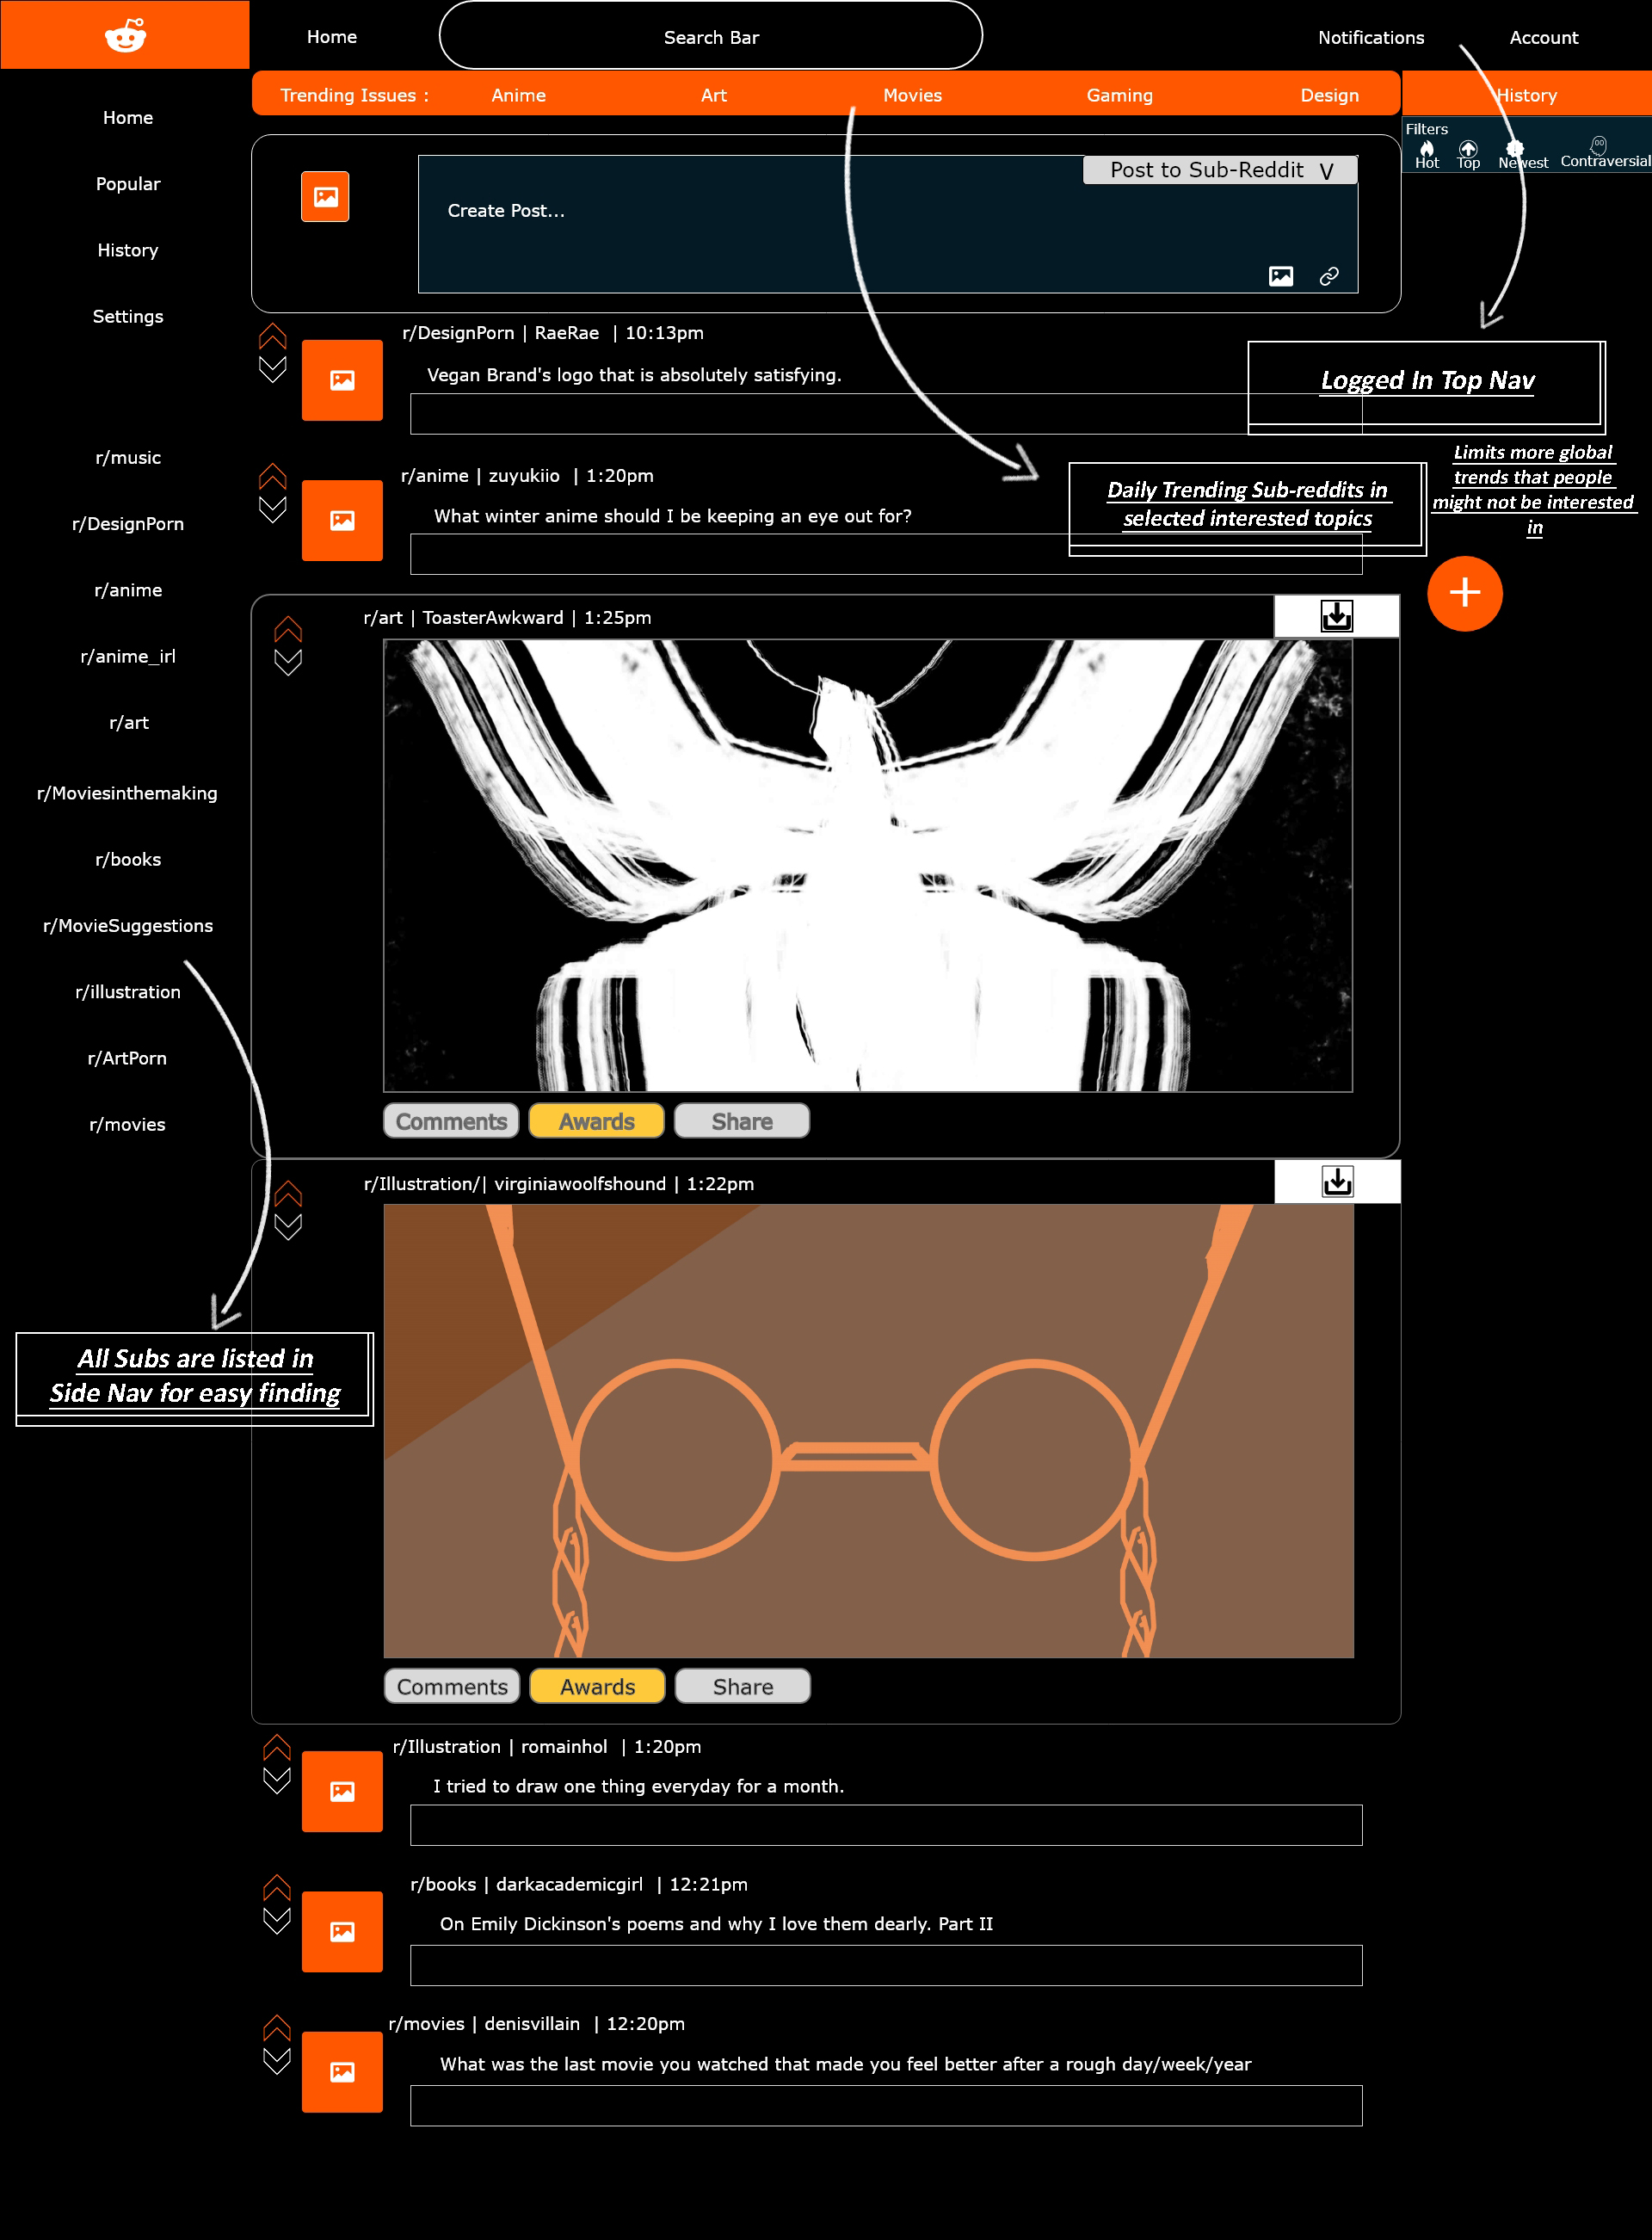 Home
Search Bar
Notifications
Account
Trending Issues :
Anime
Art
Movies
Gaming
Design
History
Filters
Hot
Top
Newest
Contraversial
Home
Popular
History
Settings
r/music
r/DesignPorn
r/anime
r/anime_irl
r/art
r/Moviesinthemaking
r/books
r/MovieSuggestions
r/illustration
r/ArtPorn
r/movies
All Subs are listed in
Side Nav for easy finding
Post to Sub-Reddit V
Create Post...
r/DesignPorn | RaeRae | 10:13pm
Vegan Brand's logo that is absolutely satisfying.
Logged In Top Nav
r/anime | zuyukiio | 1:20pm
What winter anime should I be keeping an eye out for?
Daily Trending Sub-reddits in
selected interested topics
Limits more global
trends that people
might not be interested
in
r/art | ToasterAwkward | 1:25pm
Comments
Awards
Share
r/Illustration/| virginiawoolfshound | 1:22pm
Comments
Awards
Share
r/Illustration | romainhol | 1:20pm
I tried to draw one thing everyday for a month.
r/books | darkacademicgirl | 12:21pm
On Emily Dickinson's poems and why I love them dearly. Part II
r/movies | denisvillain | 12:20pm
What was the last movie you watched that made you feel better after a rough day/week/year